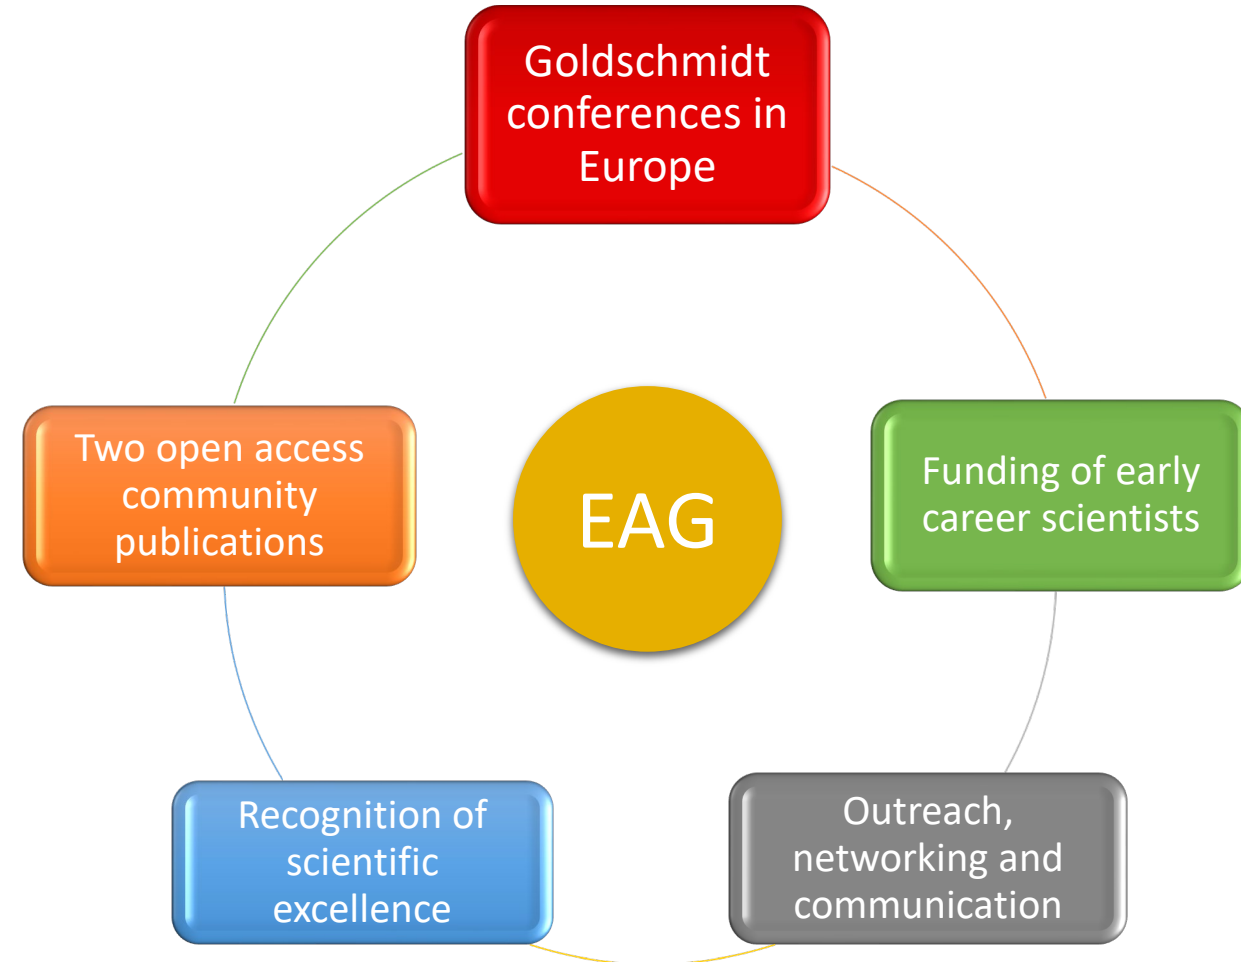 Goldschmidt
conferences in
Europe
Two open access
community
publications
EAG
Funding of early
career scientists
Recognition of
scientific
excellence
Outreach,
networking and
communication